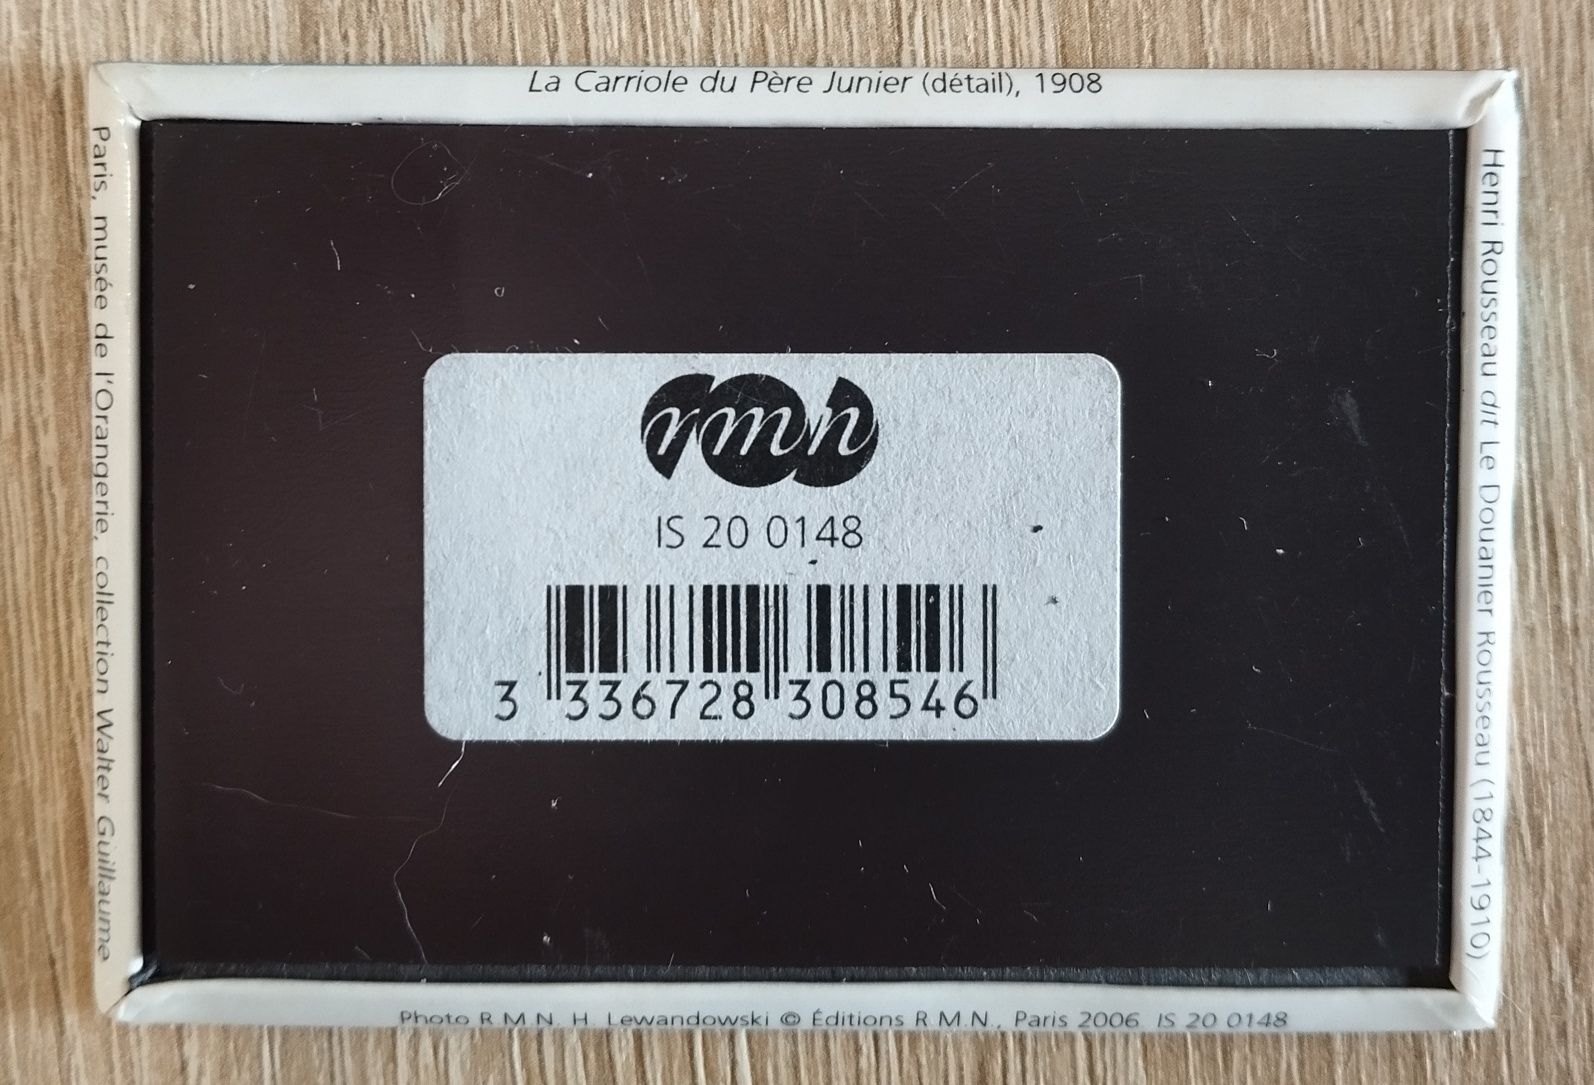 La Carriole du Père Junier (détail), 1908
Henri Rousseau dit Le Douanier Rousseau (1844-1910)
Paris, musée de l'Orangerie, collection Walter Guillaume
rmn
IS 20 0148
3 336728 308546
Photo R.M.N. H. Lewandowski © Éditions R.M.N., Paris 2006 IS 20 0148